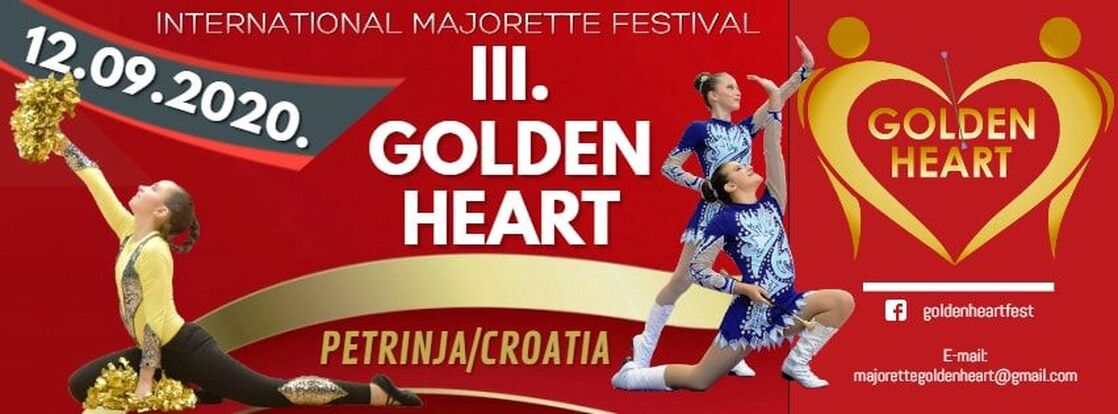 INTERNATIONAL MAJORETTE FESTIVAL
12.09.2020.
III.
GOLDEN
HEART
PETRINJA/CROATIA
GOLDEN
HEART
goldenheartfest
E-mail:
majorettegoldenheart@gmail.com